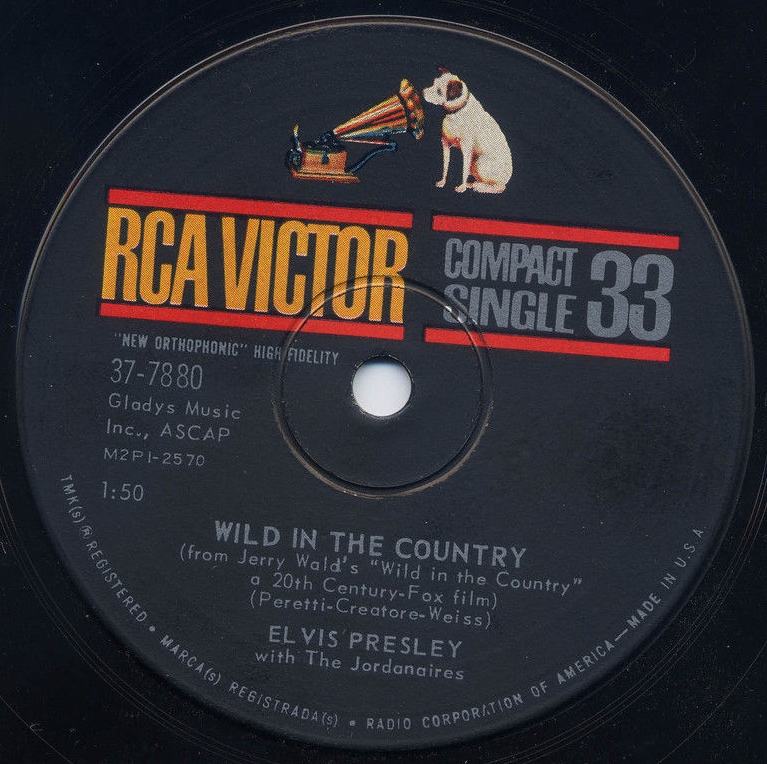 RCA VICTOR
COMPACT
SINGLE 33
"NEW ORTHOPHONIC" HIGH FIDELITY
37-7880
Gladys Music
Inc., ASCAP
M2PI-2570
1:50
WILD IN THE COUNTRY
(from Jerry Wald's "Wild in the Country"
a 20th Century-Fox film)
(Peretti-Creatore-Weiss)
ELVIS PRESLEY
with The Jordanaires
TMK(s) ® REGISTERED • MARCA(s) REGISTRADA(s) • RADIO CORPORATION OF AMERICA—MADE IN U.S.A